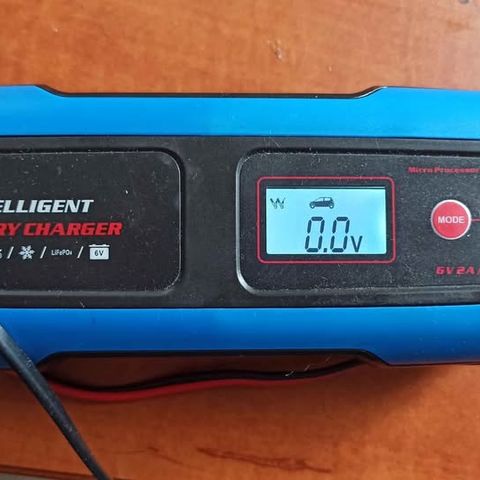 ELLIGENT
RY CHARGER
LiFePO4
6V
Micro Processor
0.0v
MODE
6V 2A/